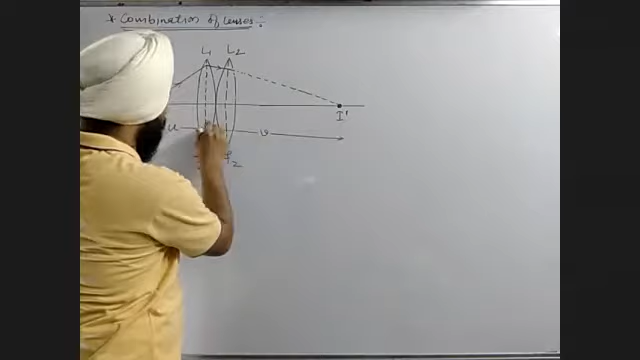 * Combination of lenses :-
L1 L2
I'
u v
f2